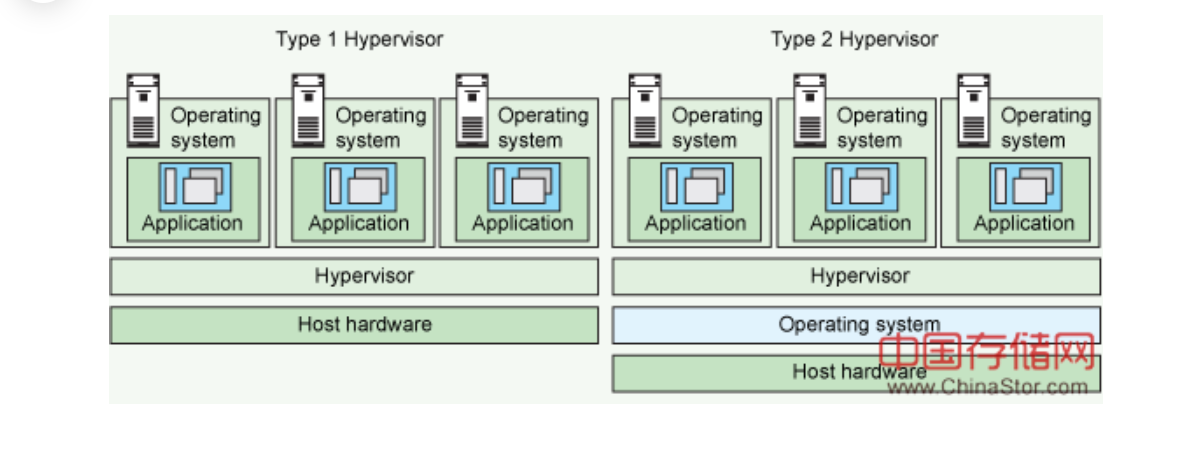 Type 1 Hypervisor
Operating
system
Application
Operating
system
Application
Operating
system
Application
Hypervisor
Host hardware
Type 2 Hypervisor
Operating
system
Application
Operating
system
Application
Operating
system
Application
Hypervisor
Operating system
Host hardware
中国存储网
www.ChinaStor.com